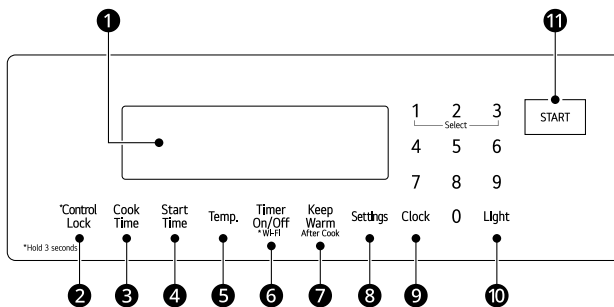 1
11
1 2 3
Select
START
4 5 6
7 8 9
*Control Lock
Cook Time
Start Time
Temp.
Timer On/Off
*Wi-Fi
Keep Warm
After Cook
Settings
Clock
0
Light
*Hold 3 seconds
2 3 4 5 6 7 8 9 10